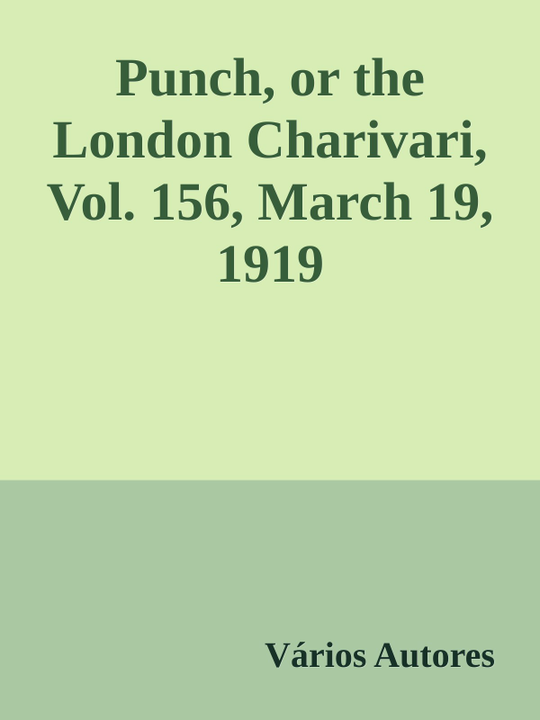 Punch, or the
London Charivari,
Vol. 156, March 19,
1919
Vários Autores